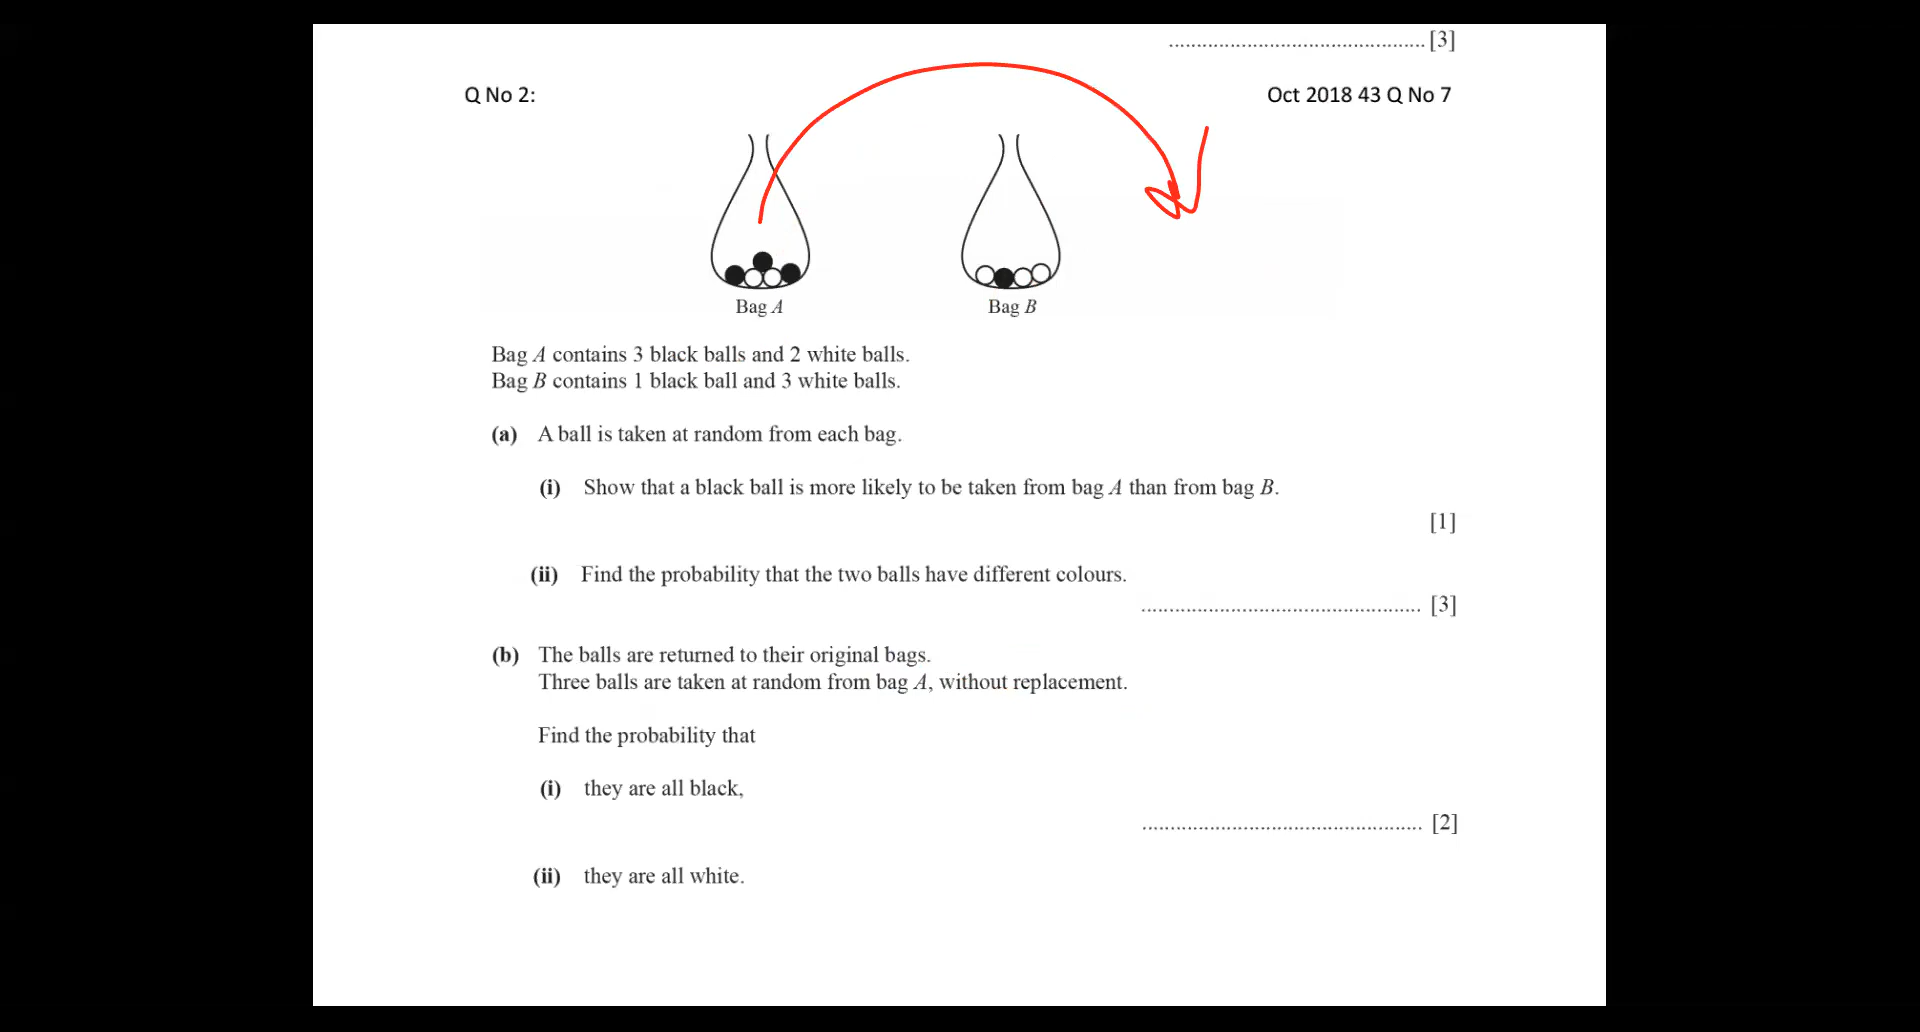 ................................................ [3]
Q No 2: Oct 2018 43 Q No 7
Bag A Bag B
Bag A contains 3 black balls and 2 white balls.
Bag B contains 1 black ball and 3 white balls.
(a) A ball is taken at random from each bag.
(i) Show that a black ball is more likely to be taken from bag A than from bag B.
[1]
(ii) Find the probability that the two balls have different colours.
.................................................. [3]
(b) The balls are returned to their original bags.
Three balls are taken at random from bag A, without replacement.
Find the probability that
(i) they are all black,
.................................................. [2]
(ii) they are all white.